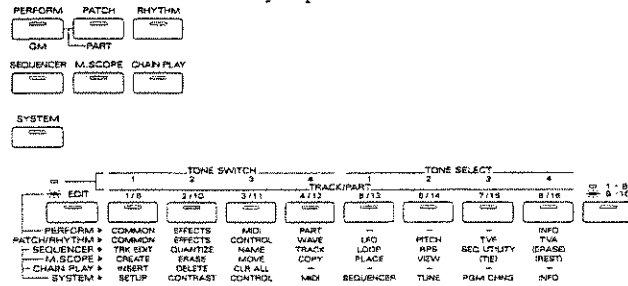 PERFORM PATCH RHYTHM
GM PART
SEQUENCER M.SCOPE CHAIN PLAY
SYSTEM
TONE SWITCH TONE SELECT
1 2 3 4 1 2 3 4
TRACK/PART
EDIT 1/9 2/10 3/11 4/12 5/13 6/14 7/15 8/16 1-8
9-16
PERFORM COMMON EFFECTS MIDI PART – – – INFO
PATCH/RHYTHM COMMON EFFECTS CONTROL WAVE LFO PITCH TVF TVA
SEQUENCER TRK EDIT QUANTIZE NAME TRACK LOOP RPS SEQ UTILITY (ERASE)
M.SCOPE CREATE ERASE MOVE COPY PLACE VIEW (TIE) (REST)
CHAIN PLAY INSERT DELETE CLR ALL – – – – –
SYSTEM SETUP CONTRAST CONTROL MIDI SEQUENCER TUNE PGM CHNG INFO